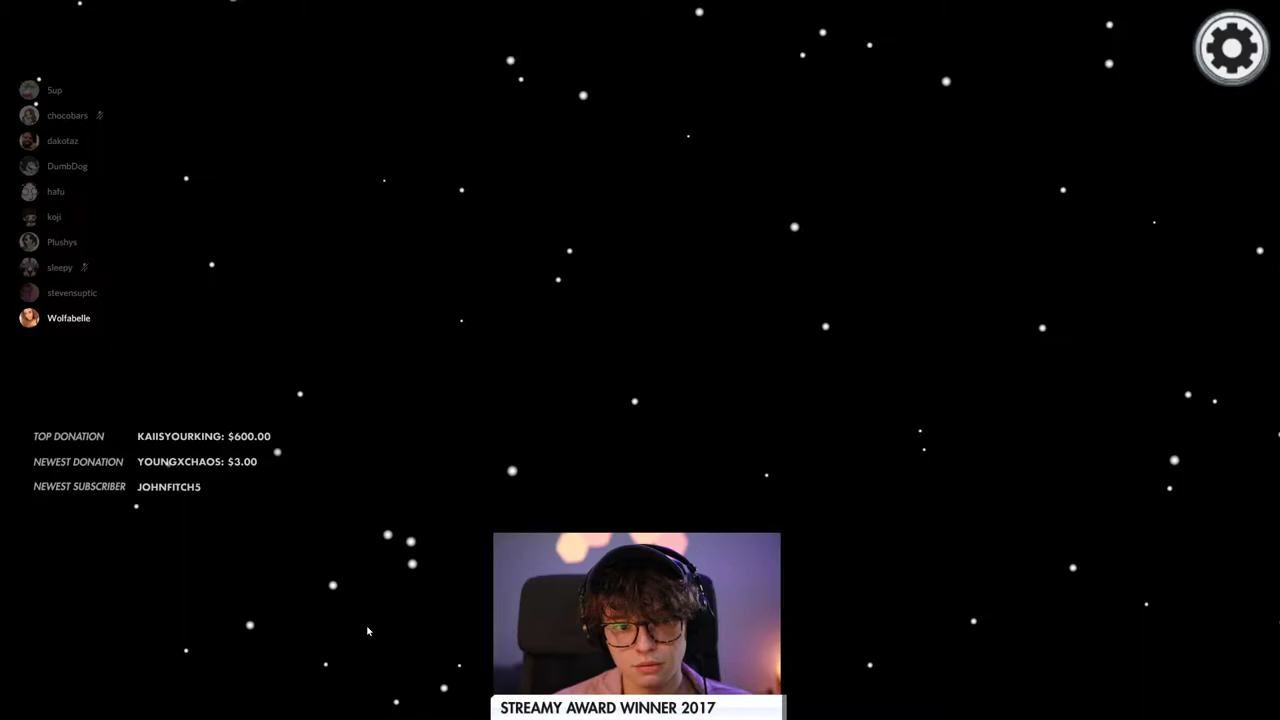 5up
chocobars
dakotaz
DumbDog
hafu
koji
Plushys
sleepy
stevensuptic
Wolfabelle
TOP DONATION KAIISYOURKING: $600.00
NEWEST DONATION YOUNGXCHAOS: $3.00
NEWEST SUBSCRIBER JOHNFITCH5
STREAMY AWARD WINNER 2017